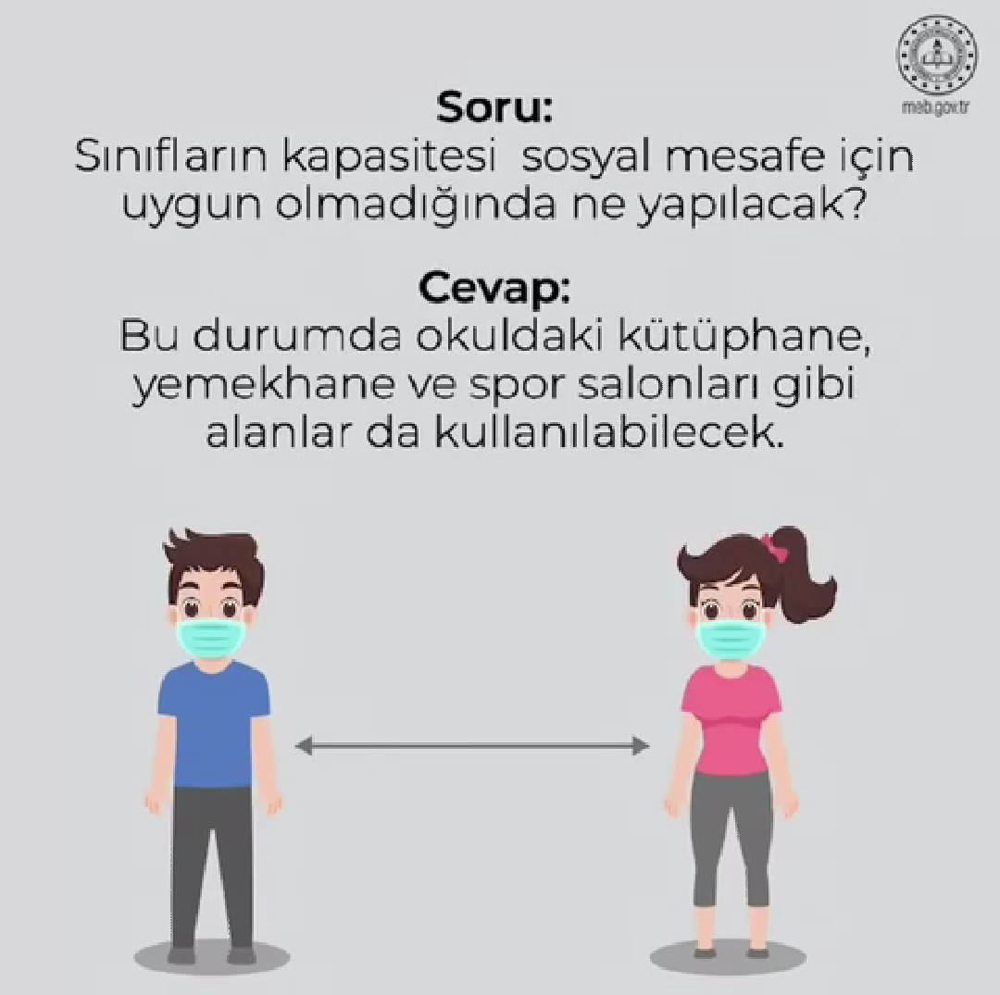 meb.gov.tr
Soru:
Sınıfların kapasitesi sosyal mesafe için
uygun olmadığında ne yapılacak?
Cevap:
Bu durumda okuldaki kütüphane,
yemekhane ve spor salonları gibi
alanlar da kullanılabilecek.